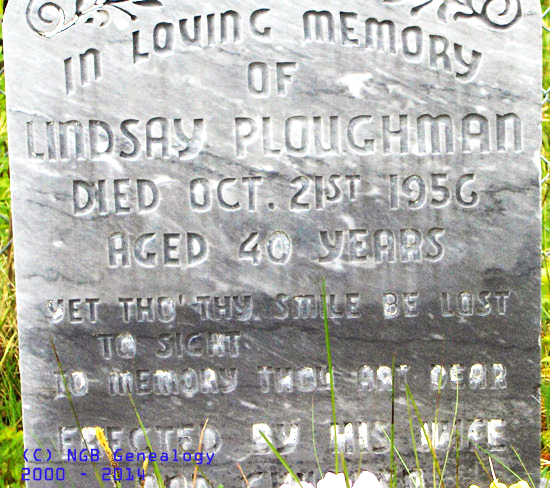 IN LOVING MEMORY
OF
LINDSAY PLOUGHMAN
DIED OCT. 21ST 1956
AGED 40 YEARS
YET THO' THY SMILE BE LOST
TO SIGHT
TO MEMORY THOU ART DEAR
ERECTED BY HIS WIFE
(C) NGB Genealogy
2000 - 2014